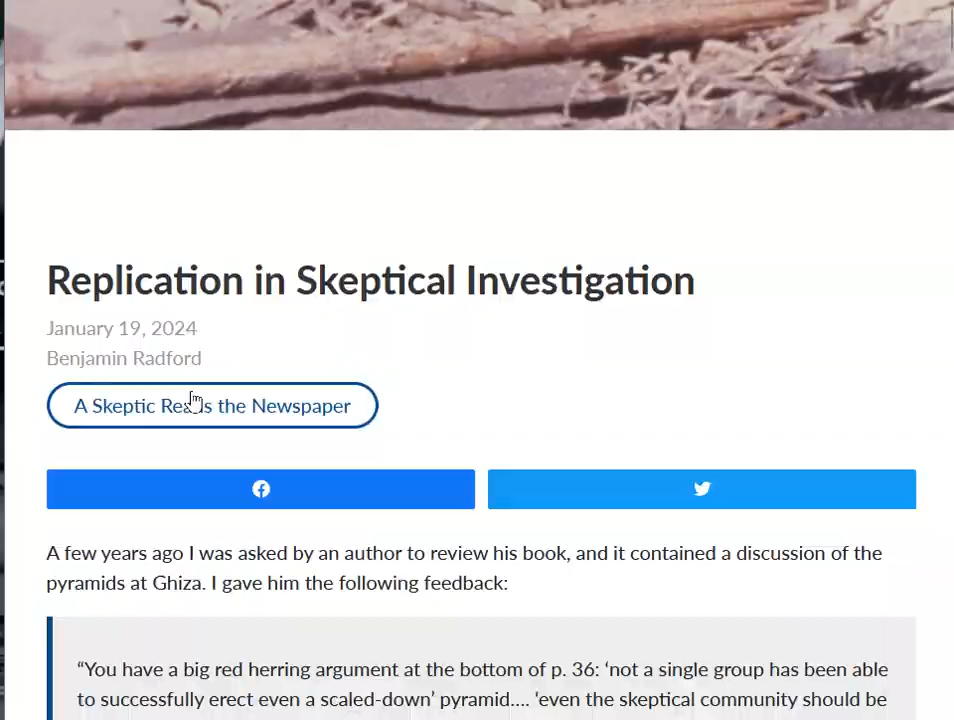 Replication in Skeptical Investigation
January 19, 2024
Benjamin Radford
A Skeptic Reads the Newspaper
A few years ago I was asked by an author to review his book, and it contained a discussion of the
pyramids at Ghiza. I gave him the following feedback:
“You have a big red herring argument at the bottom of p. 36: ‘not a single group has been able
to successfully erect even a scaled-down’ pyramid.... ‘even the skeptical community should be